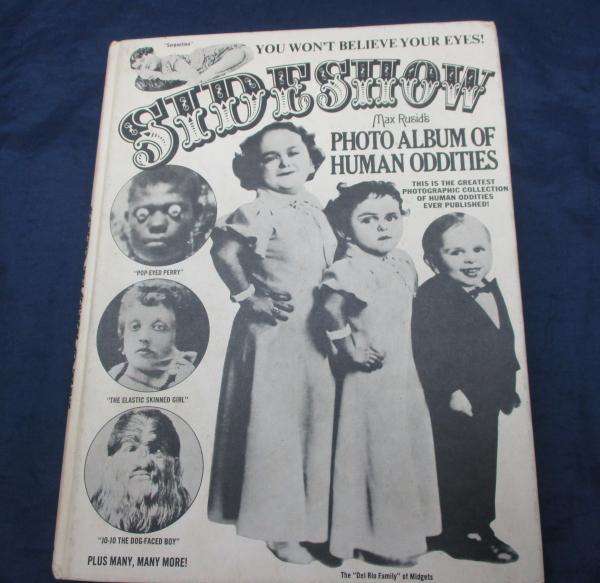 "Serpentina"
YOU WON'T BELIEVE YOUR EYES!
SIDESHOW
Max Rusid's
PHOTO ALBUM OF
HUMAN ODDITIES
THIS IS THE GREATEST
PHOTOGRAPHIC COLLECTION
OF HUMAN ODDITIES
EVER PUBLISHED!
"POP EYED PERRY"
"THE ELASTIC SKINNED GIRL"
"JO-JO THE DOG-FACED BOY"
PLUS MANY, MANY MORE!
The "Del Rio Family" of Midgets